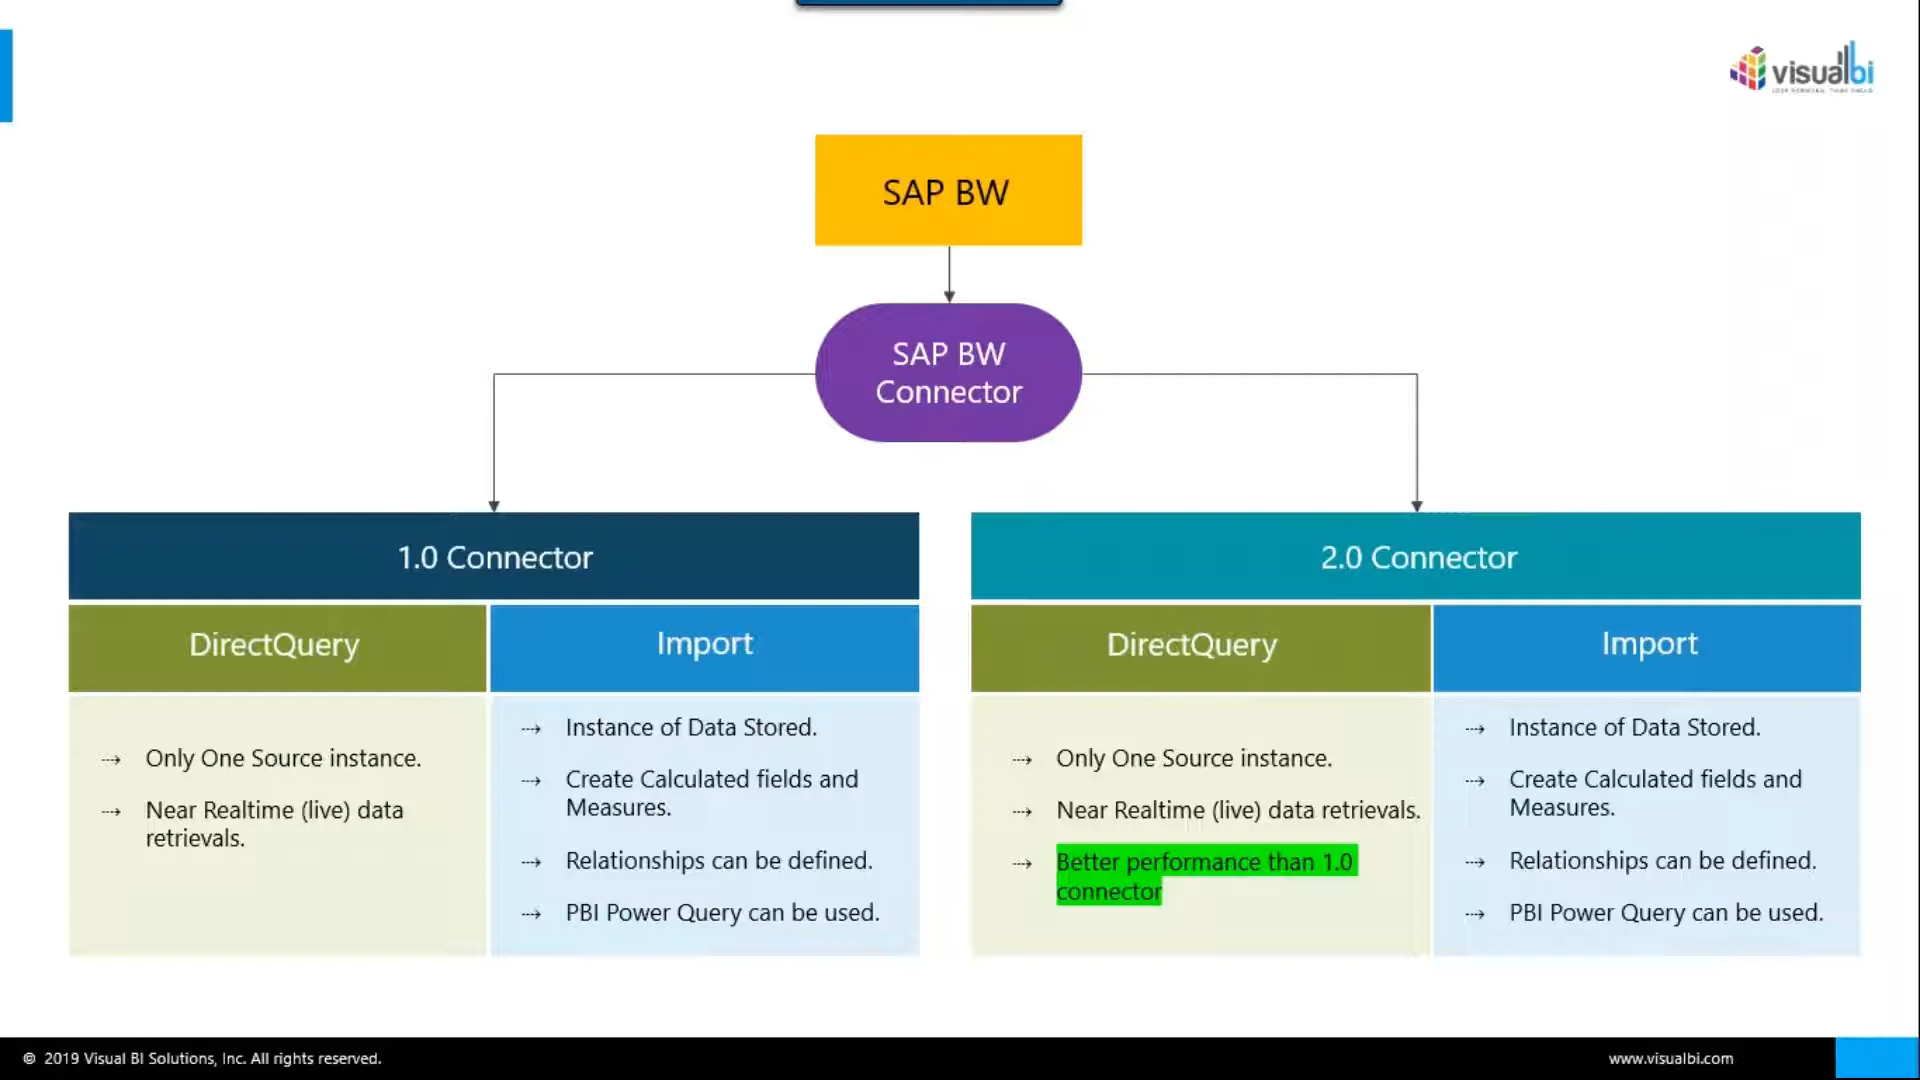 visualbi
SAP BW
SAP BW
Connector
1.0 Connector
2.0 Connector
DirectQuery
Import
DirectQuery
Import
⇢ Only One Source instance.
⇢ Near Realtime (live) data
retrievals.
⇢ Instance of Data Stored.
⇢ Create Calculated fields and
Measures.
⇢ Relationships can be defined.
⇢ PBI Power Query can be used.
⇢ Only One Source instance.
⇢ Near Realtime (live) data retrievals.
⇢ Better performance than 1.0
connector
⇢ Instance of Data Stored.
⇢ Create Calculated fields and
Measures.
⇢ Relationships can be defined.
⇢ PBI Power Query can be used.
© 2019 Visual BI Solutions, Inc. All rights reserved.
www.visualbi.com